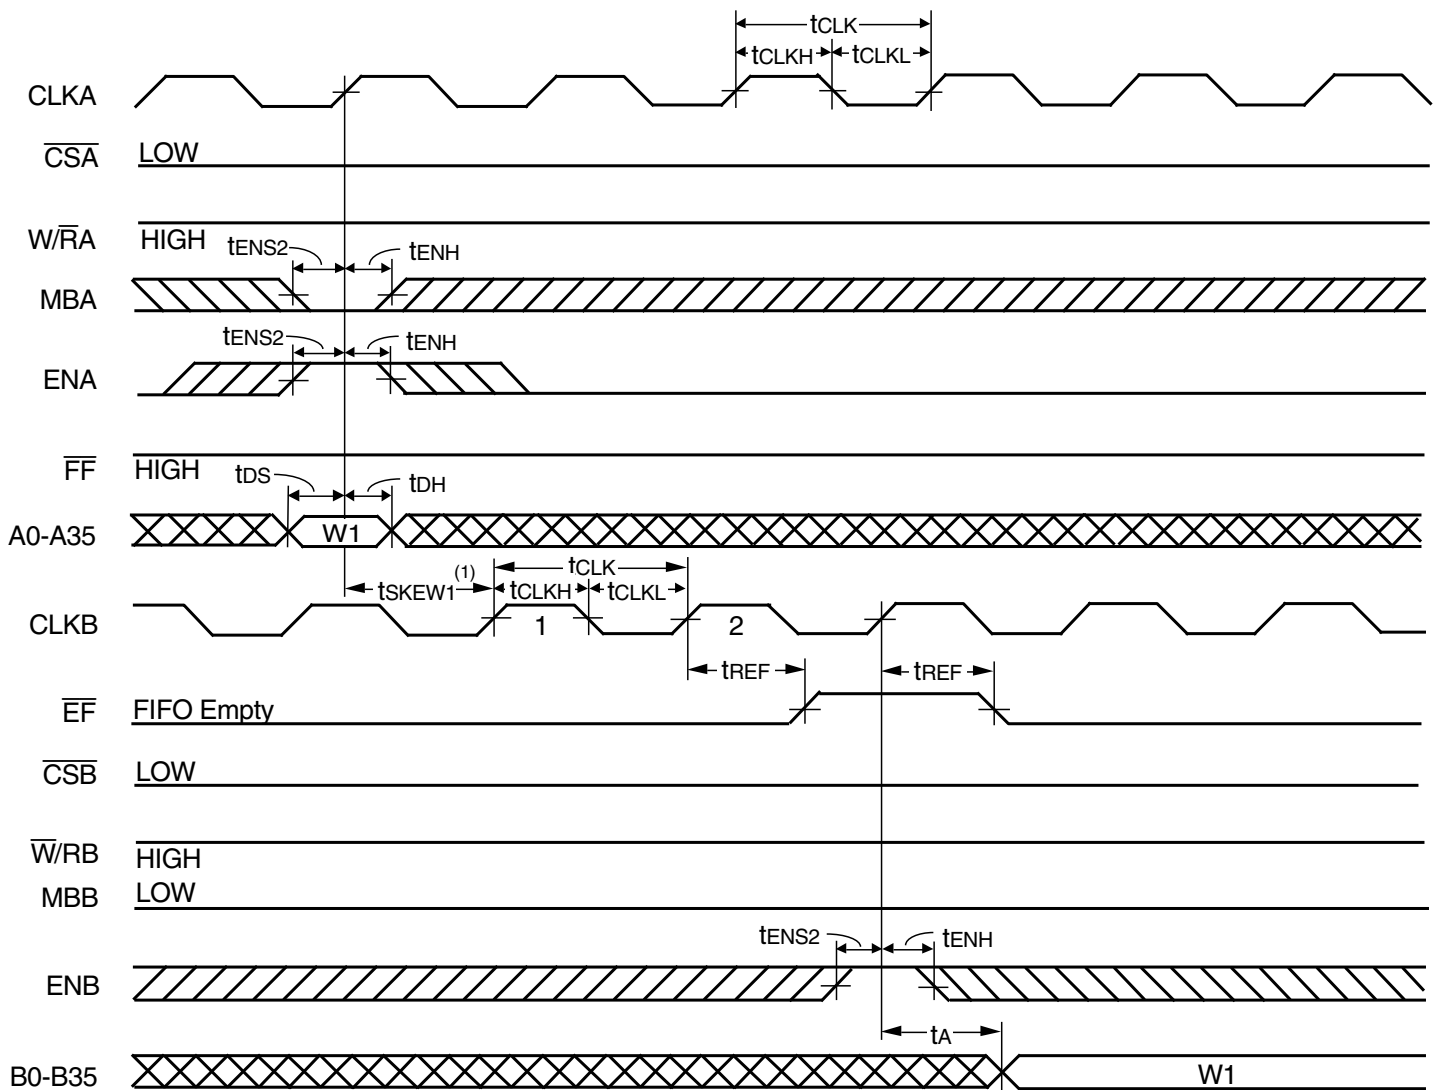 tCLK
tCLKH tCLKL
CLKA
CSA LOW
W/RA HIGH
tENS2 tENH
MBA
tENS2 tENH
ENA
FF HIGH
tDS tDH
A0-A35 W1
tCLK
tSKEW1(1) tCLKH tCLKL
CLKB 1 2
tREF tREF
EF FIFO Empty
CSB LOW
W/RB HIGH
MBB LOW
tENS2 tENH
ENB
tA
B0-B35 W1